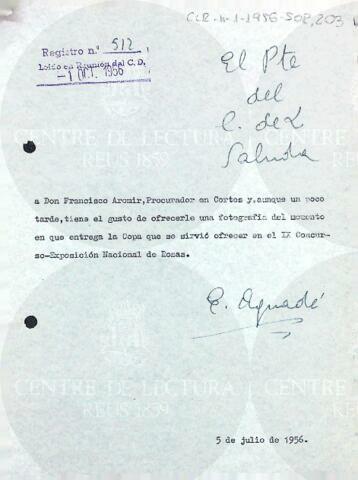 CLR.n-1-1956-SOR,203
Registro n.º 512
Leído en Reunión del C.D.
-1 OCT. 1956
El Pte
del
C. de L
Saluda
a Don Francisco Aromir,Procurador en Cortes y,aunque un poco
tarde,tiene el gusto de ofrecerle una fotografía del momento
en que entrega la Copa que se sirvió ofrecer en el IX Concur-
so-Exposición Nacional de Rosas.
E. Aguadé
5 de julio de 1956.
CENTRE DE LECTURA
REUS 1859
CENTRE DE LECTURA
REUS 1859